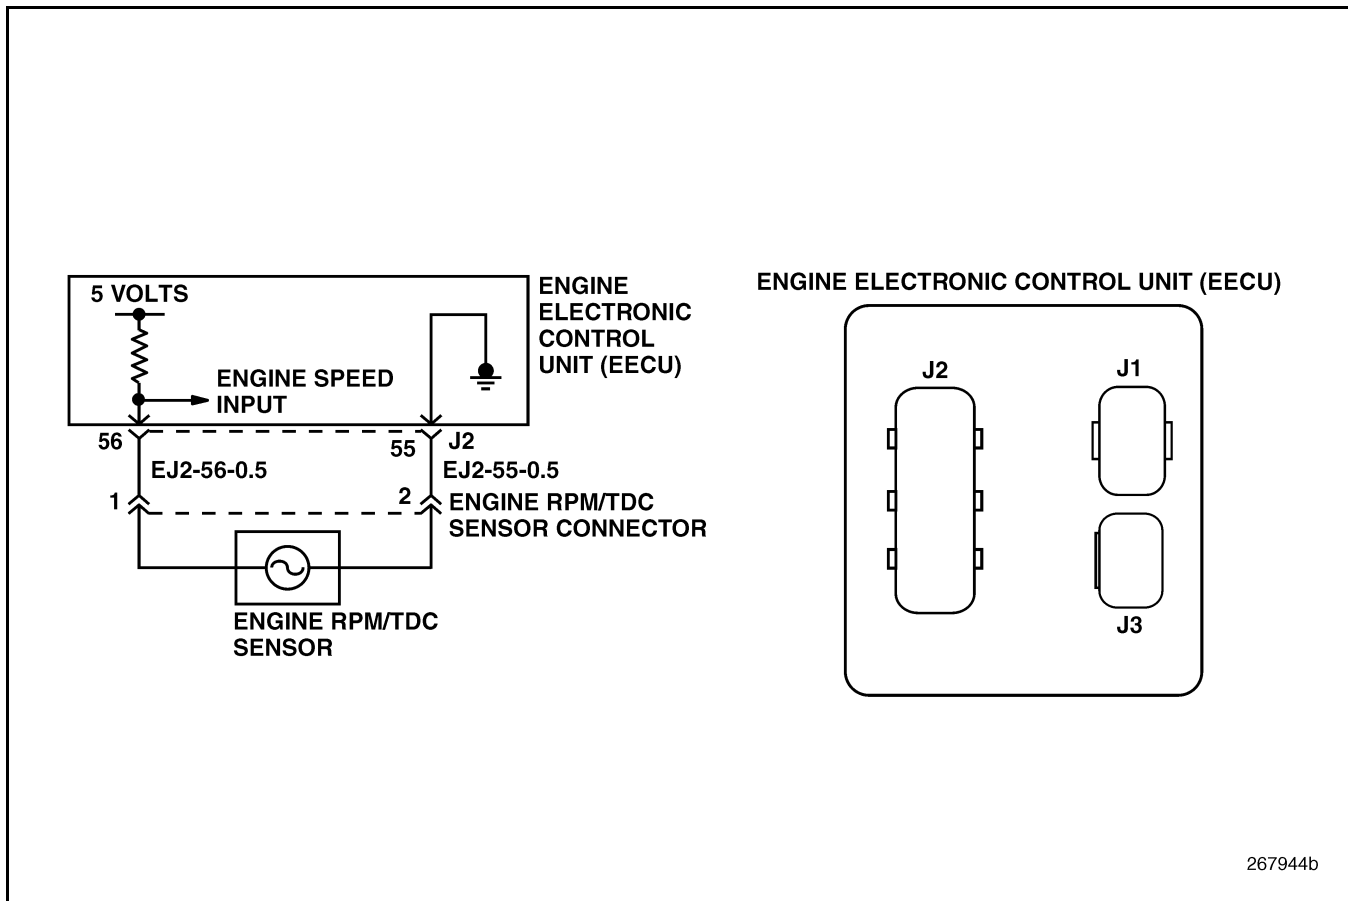 5 VOLTS
ENGINE SPEED
INPUT
ENGINE
ELECTRONIC
CONTROL
UNIT (EECU)
56
55
J2
EJ2-56-0.5
EJ2-55-0.5
1
2
ENGINE RPM/TDC
SENSOR CONNECTOR
ENGINE RPM/TDC
SENSOR
ENGINE ELECTRONIC CONTROL UNIT (EECU)
J2
J1
J3
267944b